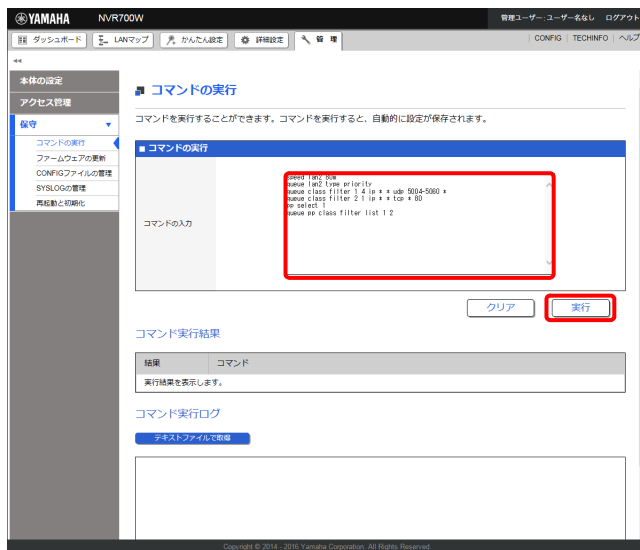 YAMAHA NVR700W 管理ユーザー:ユーザー名なし ログアウト
ダッシュボード LANマップ かんたん設定 詳細設定 管理 CONFIG TECHINFO ヘルプ
本体の設定
アクセス管理
保守
コマンドの実行
ファームウェアの更新
CONFIGファイルの管理
SYSLOGの管理
再起動と初期化
コマンドの実行
コマンドを実行することができます。コマンドを実行すると、自動的に設定が保存されます。
■ コマンドの実行
コマンドの入力
speed lan2 60m
queue lan2 type priority
queue class filter 1 4 ip * * udp 5004-5060 *
queue class filter 2 1 ip * * tcp * 80
pp select 1
queue pp class filter list 1 2
クリア 実行
コマンド実行結果
結果 コマンド
実行結果を表示します。
コマンド実行ログ
テキストファイルで取得
Copyright © 2014 - 2016 Yamaha Corporation. All Rights Reserved.